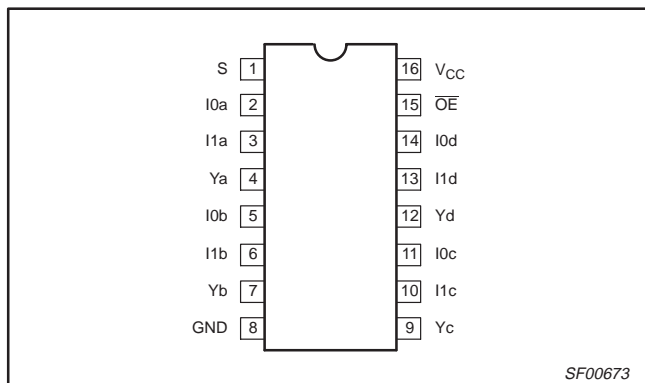 S 1 16 VCC
I0a 2 15 OE
I1a 3 14 I0d
Ya 4 13 I1d
I0b 5 12 Yd
I1b 6 11 I0c
Yb 7 10 I1c
GND 8 9 Yc
SF00673